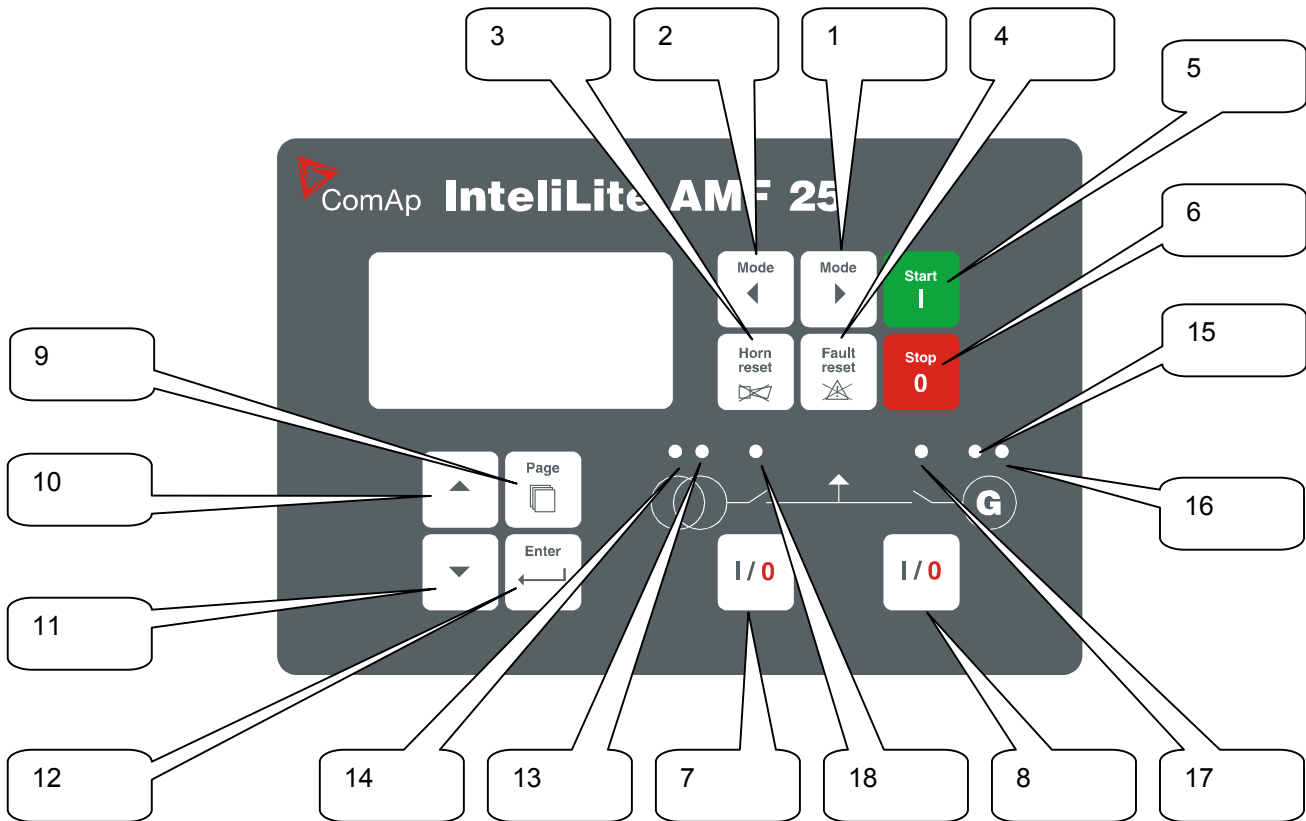 3
2
1
4
5
ComAp InteliLite AMF 25
6
Mode
Mode
Start
I
15
9
Horn
reset
Fault
reset
Stop
0
10
Page
16
G
Enter
I / 0
I / 0
11
12
14
13
7
18
8
17